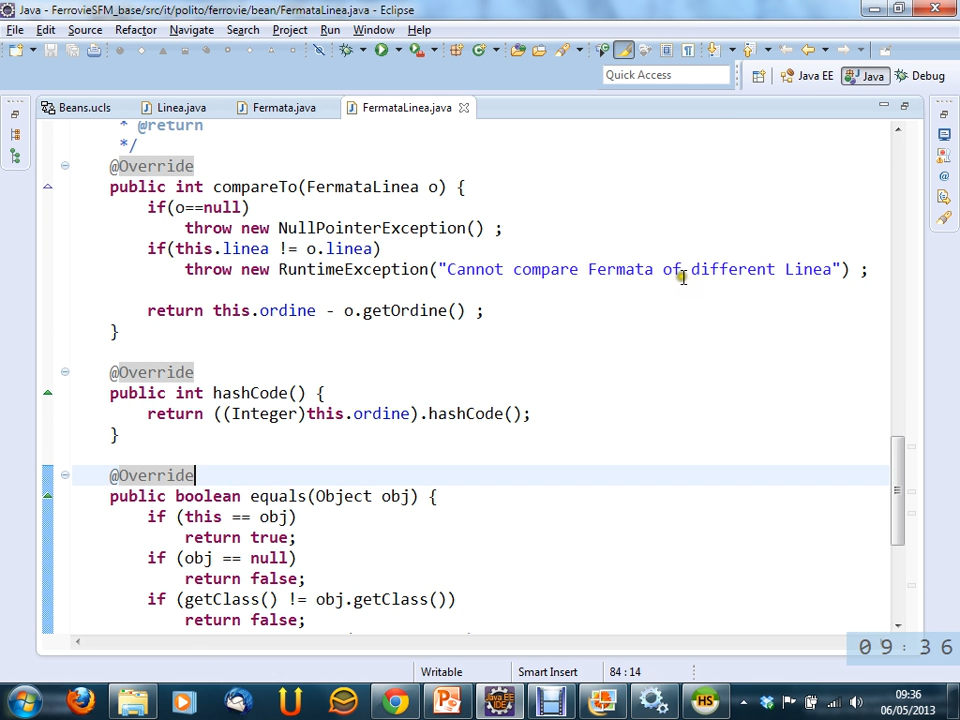 Java - FerrovieSFM_base/src/it/polito/ferrovie/bean/FermataLinea.java - Eclipse
File Edit Source Refactor Navigate Search Project Run Window Help
Quick Access
Java EE
Java
Debug
Beans.ucls
Linea.java
Fermata.java
FermataLinea.java
* @return
*/
@Override
public int compareTo(FermataLinea o) {
if(o==null)
throw new NullPointerException() ;
if(this.linea != o.linea)
throw new RuntimeException("Cannot compare Fermata of different Linea") ;
return this.ordine - o.getOrdine() ;
}
@Override
public int hashCode() {
return ((Integer)this.ordine).hashCode();
}
@Override
public boolean equals(Object obj) {
if (this == obj)
return true;
if (obj == null)
return false;
if (getClass() != obj.getClass())
return false;
09:36
Writable
Smart Insert
84 : 14
09:36
06/05/2013